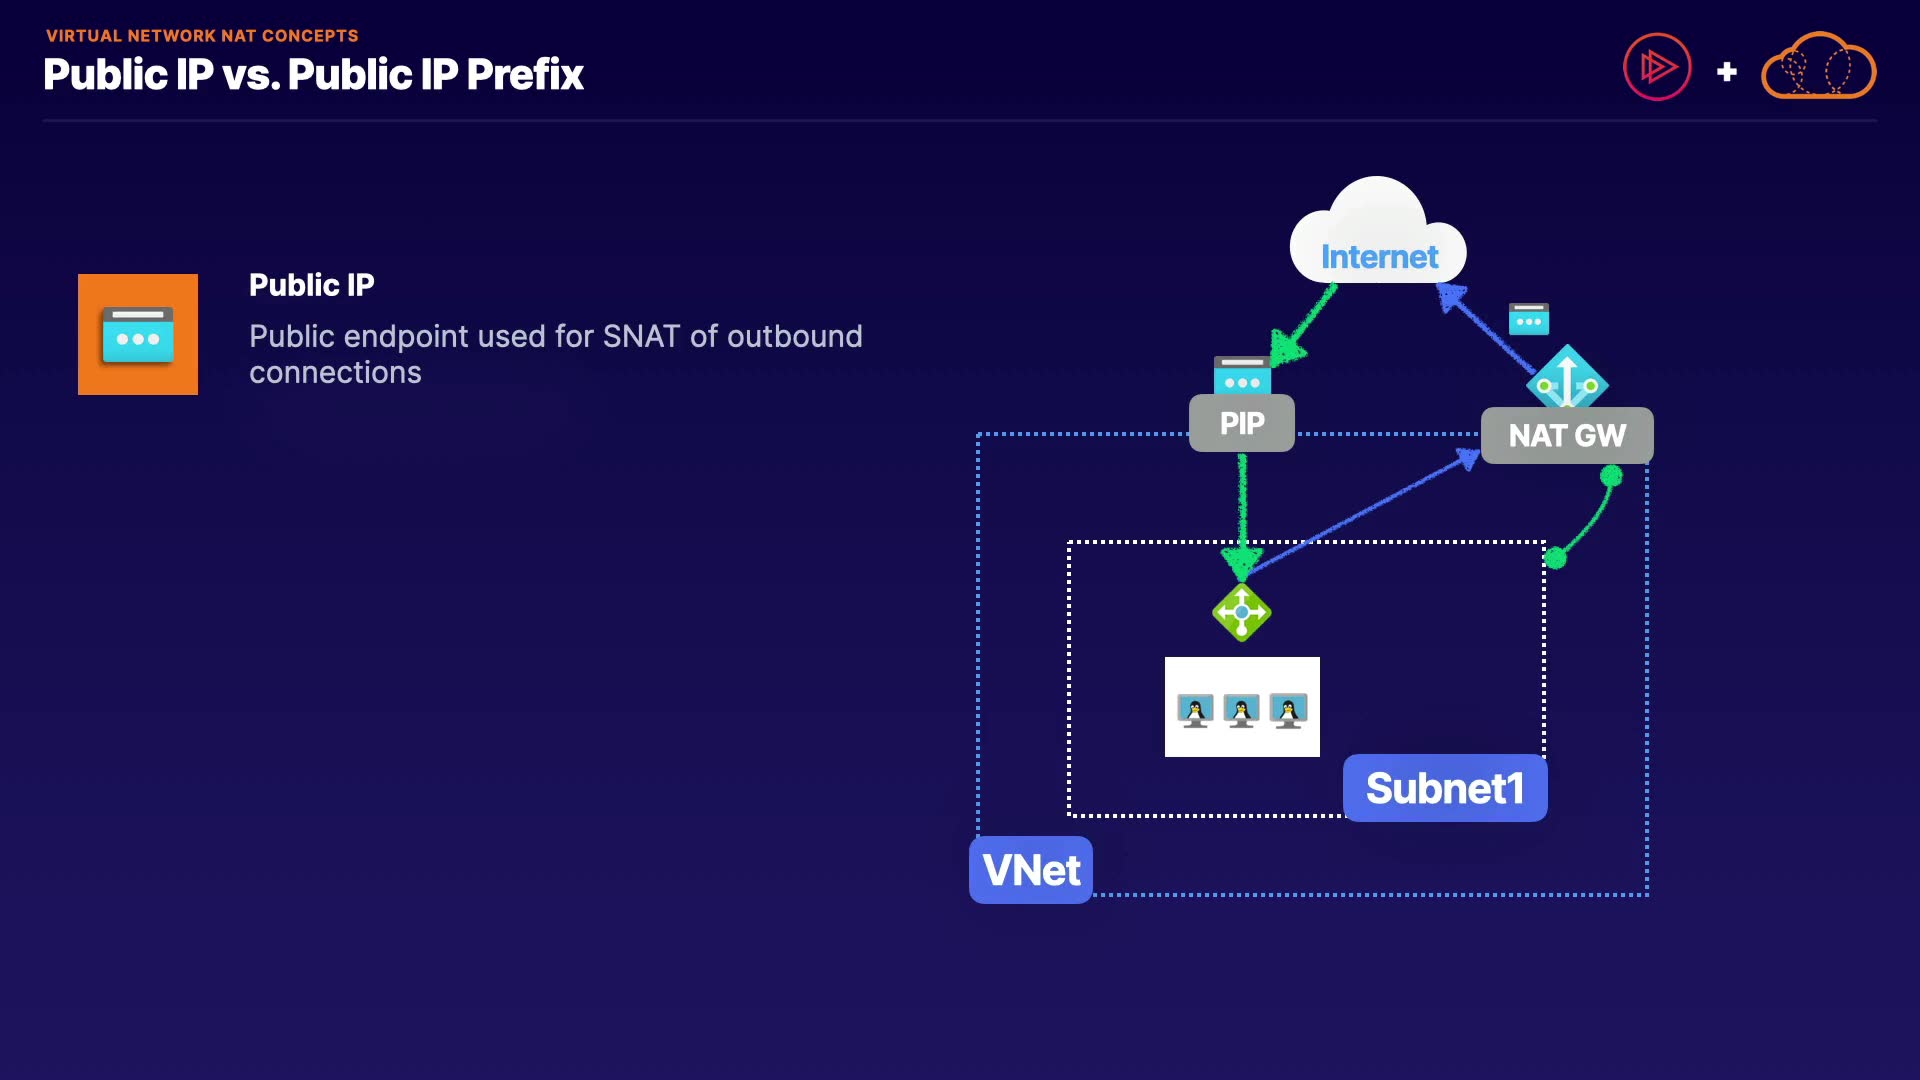 VIRTUAL NETWORK NAT CONCEPTS
Public IP vs. Public IP Prefix
Public IP
Public endpoint used for SNAT of outbound
connections
Internet
PIP
NAT GW
Subnet1
VNet